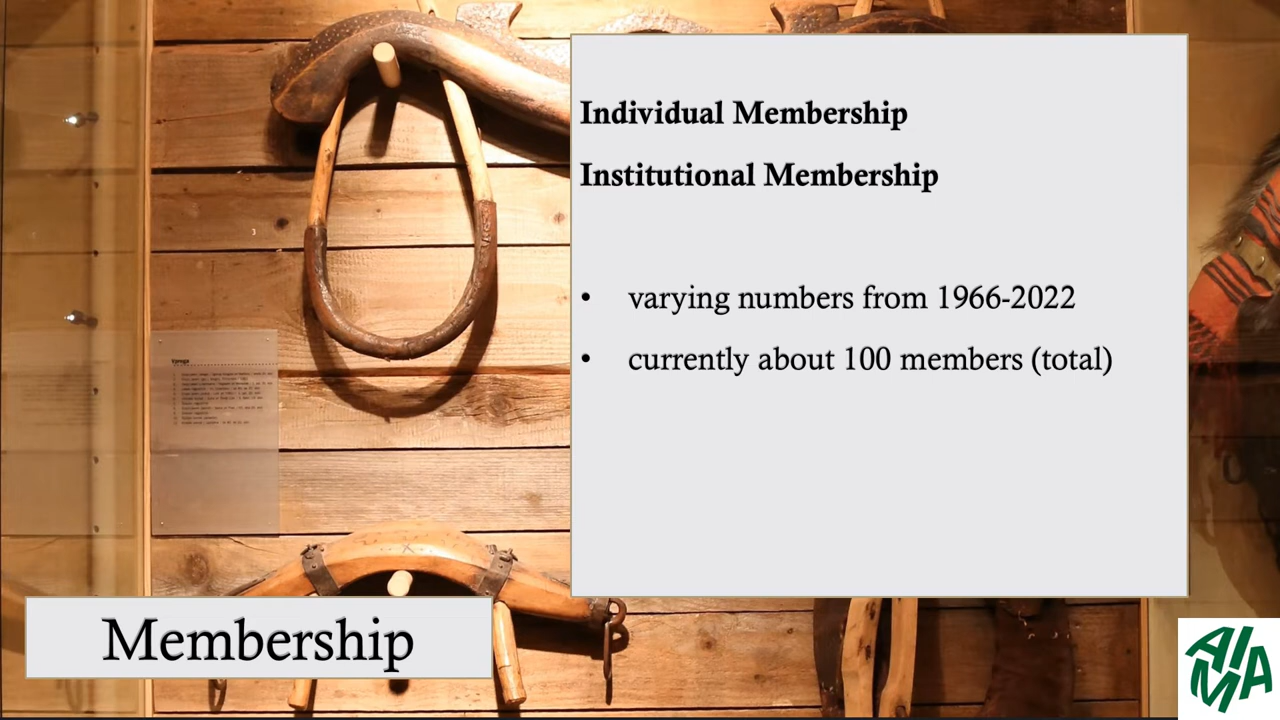 Individual Membership
Institutional Membership
• varying numbers from 1966-2022
• currently about 100 members (total)
Membership
AIMA